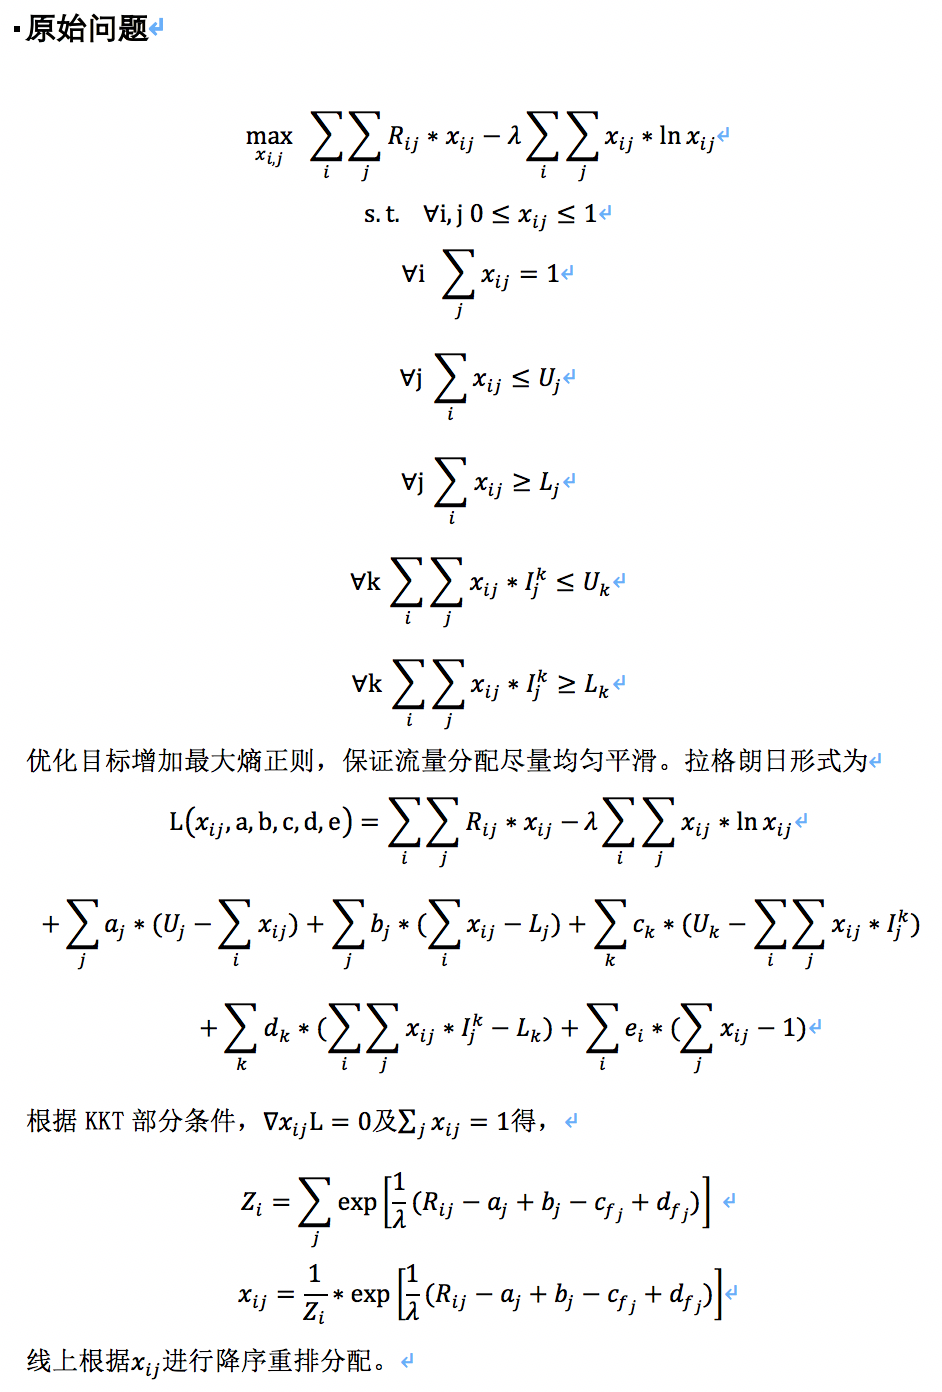 ▪原始问题↵
max_{x_{i,j}} ∑_i ∑_j R_{ij} ∗ x_{ij} − λ ∑_i ∑_j x_{ij} ∗ ln x_{ij}↵
s.t. ∀i, j 0 ≤ x_{ij} ≤ 1↵
∀i ∑_j x_{ij} = 1↵
∀j ∑_i x_{ij} ≤ U_j↵
∀j ∑_i x_{ij} ≥ L_j↵
∀k ∑_i ∑_j x_{ij} ∗ I_j^k ≤ U_k↵
∀k ∑_i ∑_j x_{ij} ∗ I_j^k ≥ L_k↵
优化目标增加最大熵正则，保证流量分配尽量均匀平滑。拉格朗日形式为↵
L(x_{ij}, a, b, c, d, e) = ∑_i ∑_j R_{ij} ∗ x_{ij} − λ ∑_i ∑_j x_{ij} ∗ ln x_{ij}↵
+ ∑_j a_j ∗ (U_j − ∑_i x_{ij}) + ∑_j b_j ∗ (∑_i x_{ij} − L_j) + ∑_k c_k ∗ (U_k − ∑_i ∑_j x_{ij} ∗ I_j^k)
+ ∑_k d_k ∗ (∑_i ∑_j x_{ij} ∗ I_j^k − L_k) + ∑_i e_i ∗ (∑_j x_{ij} − 1)↵
根据 KKT 部分条件，∇x_{ij}L = 0及∑_j x_{ij} = 1得，↵
Z_i = ∑_j exp [1/λ (R_{ij} − a_j + b_j − c_{f_j} + d_{f_j})] ↵
x_{ij} = 1/Z_i ∗ exp [1/λ (R_{ij} − a_j + b_j − c_{f_j} + d_{f_j})]↵
线上根据x_{ij}进行降序重排分配。↵